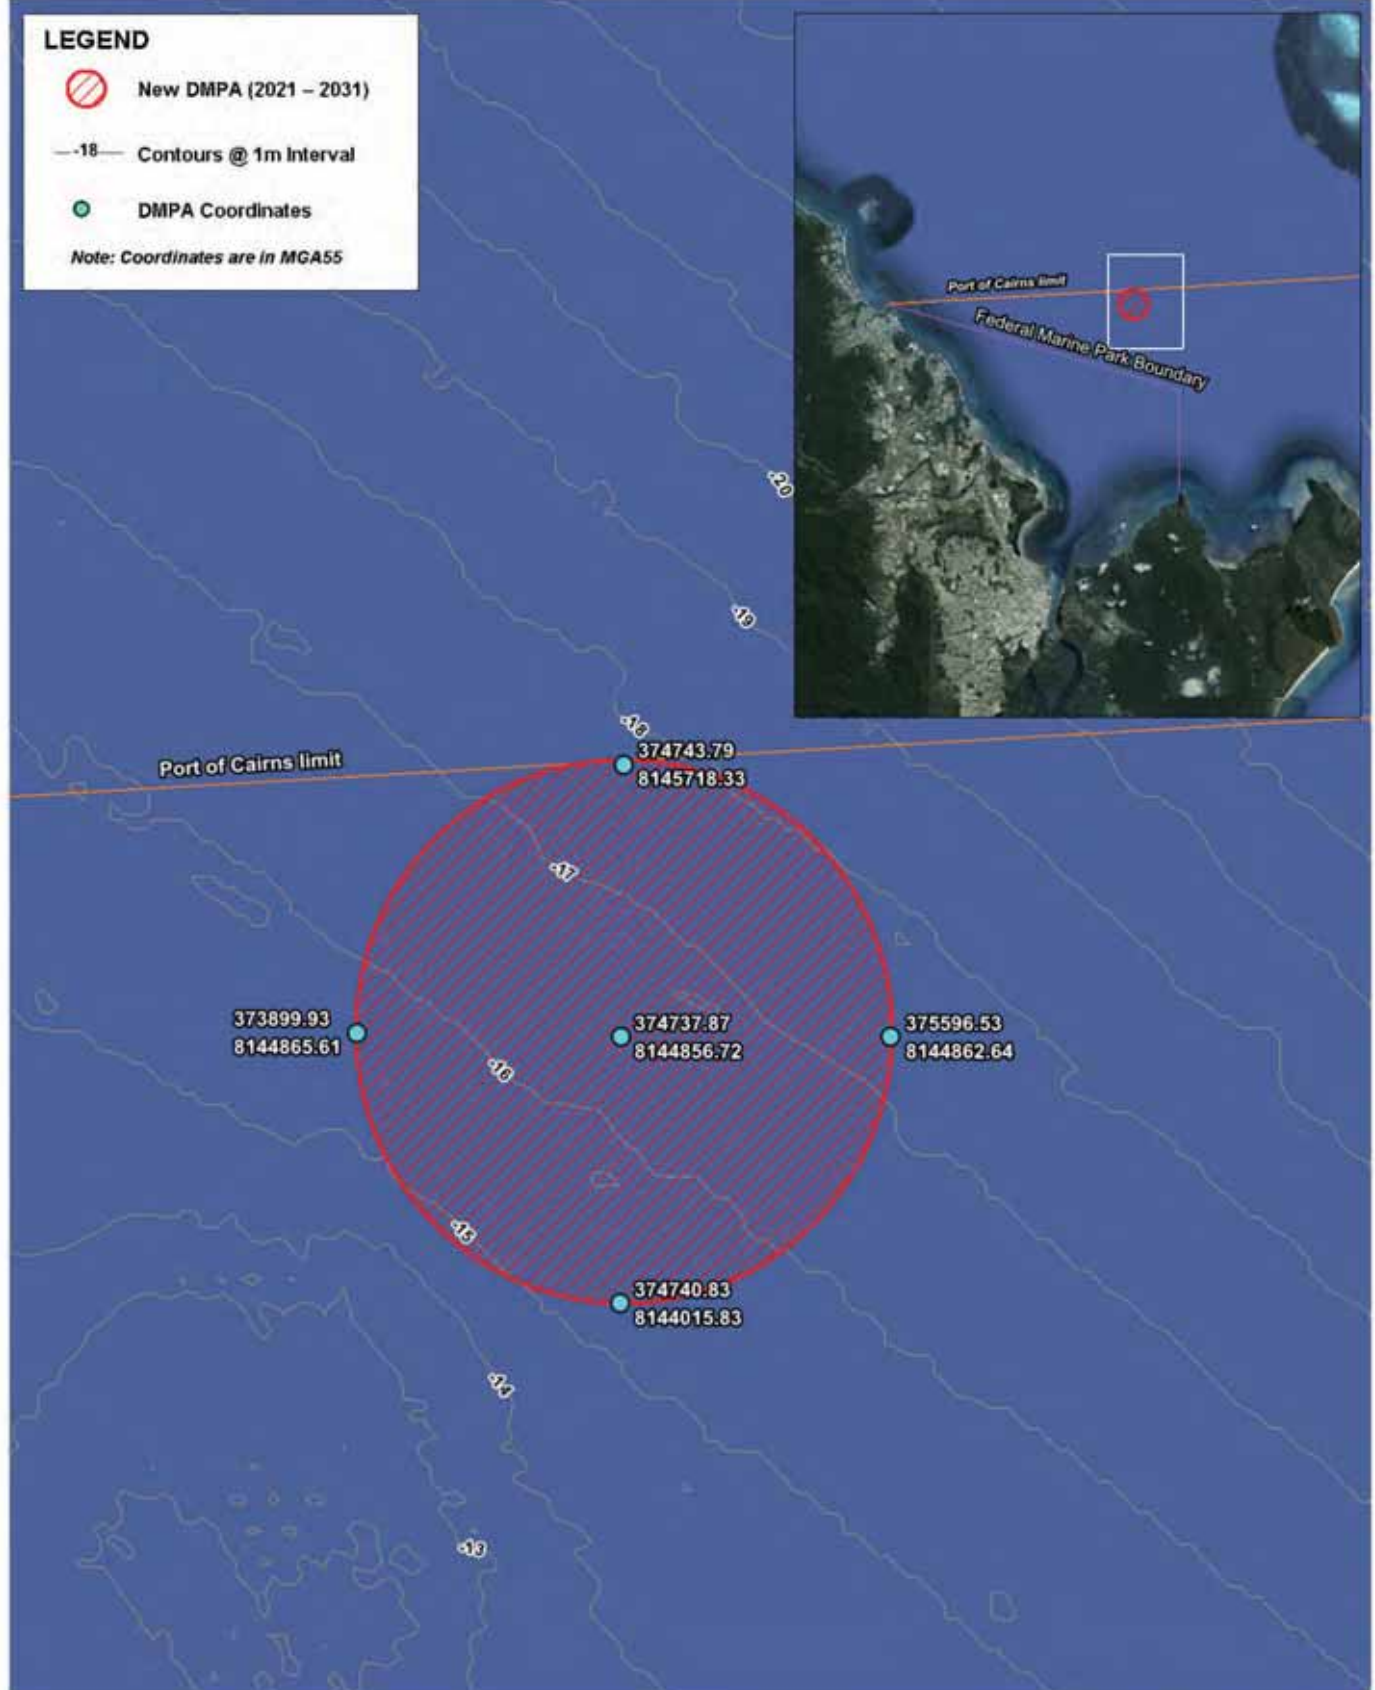 LEGEND
New DMPA (2021 – 2031)
-18
Contours @ 1m Interval
DMPA Coordinates
Note: Coordinates are in MGA55
Port of Cairns limit
Federal Marine Park Boundary
-20
-19
-18
Port of Cairns limit
374743.79
8145718.33
-17
373899.93
8144865.61
374737.87
8144856.72
375596.53
8144862.64
-16
-15
374740.83
8144015.83
-14
-13